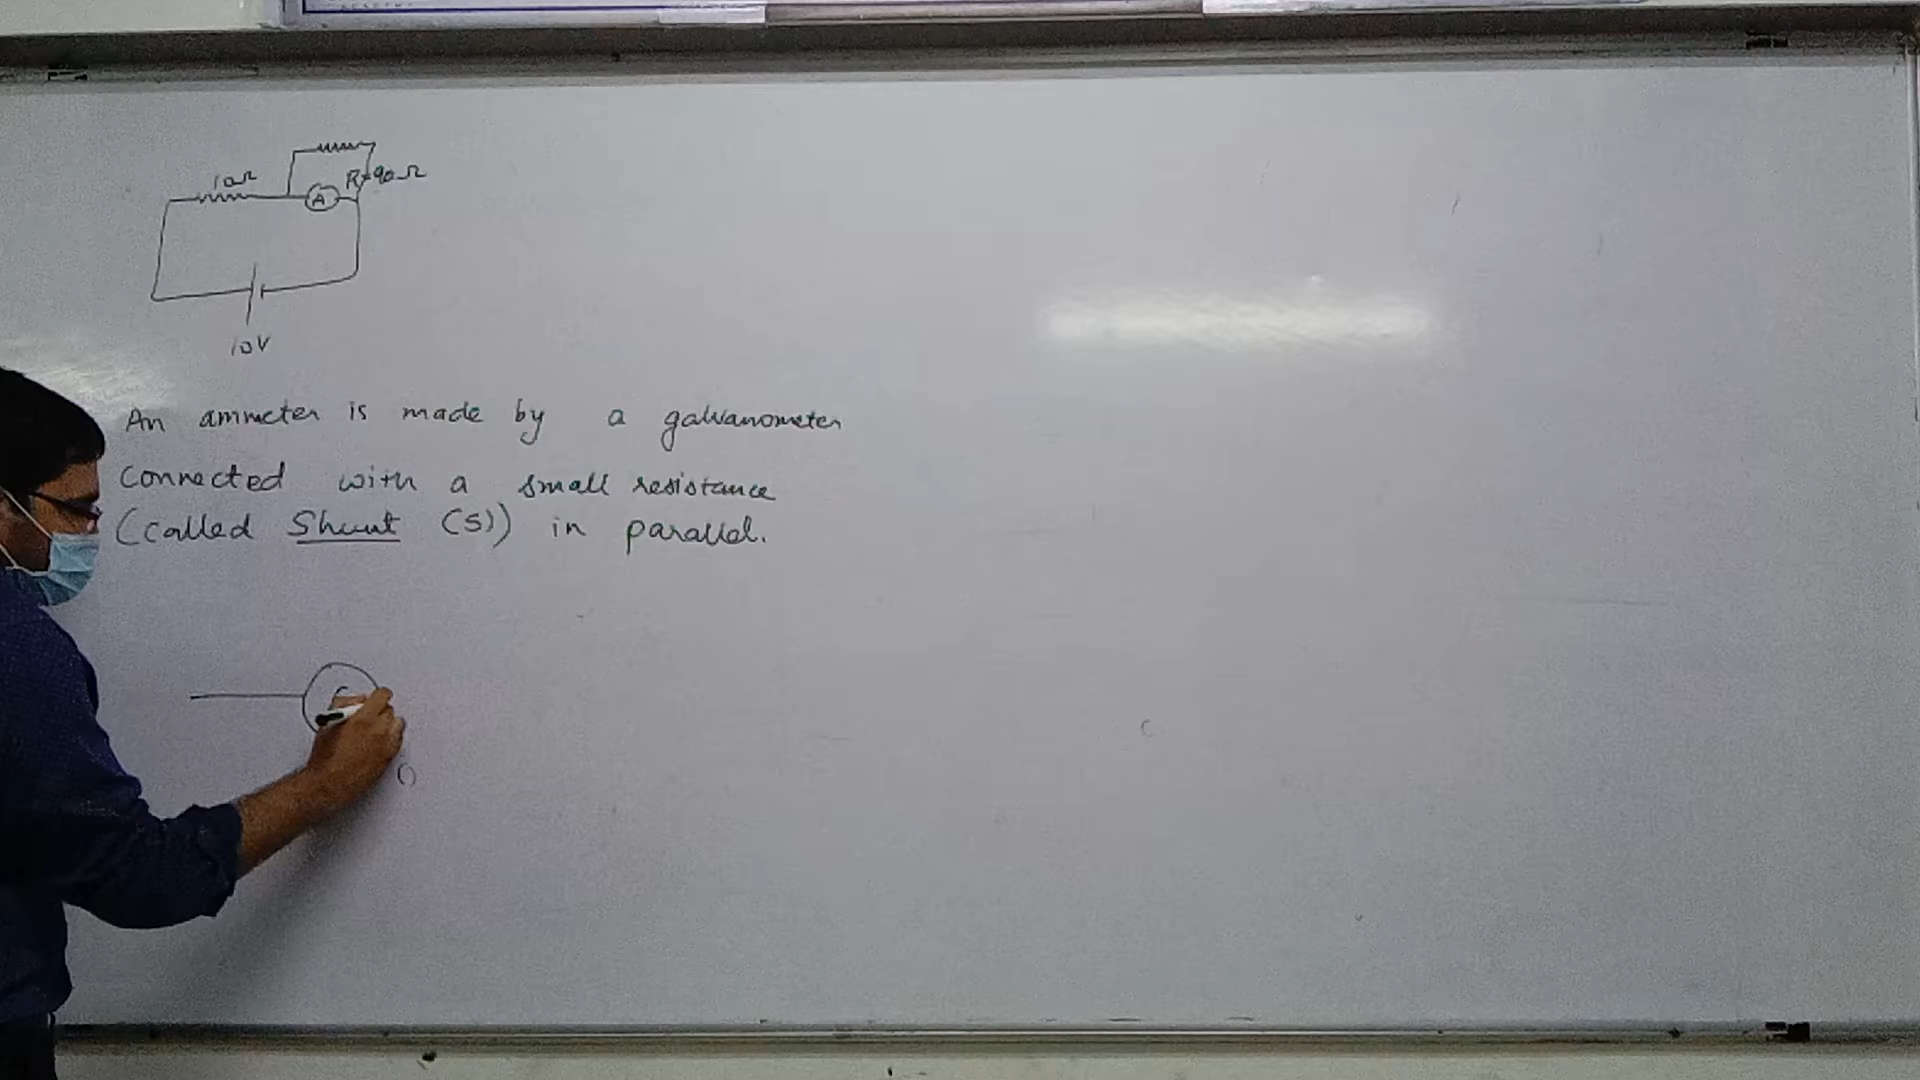 10Ω
R=90Ω
A
10V
An ammeter is made by a galvanometer
Connected with a small resistance
(called Shunt (S)) in parallel.